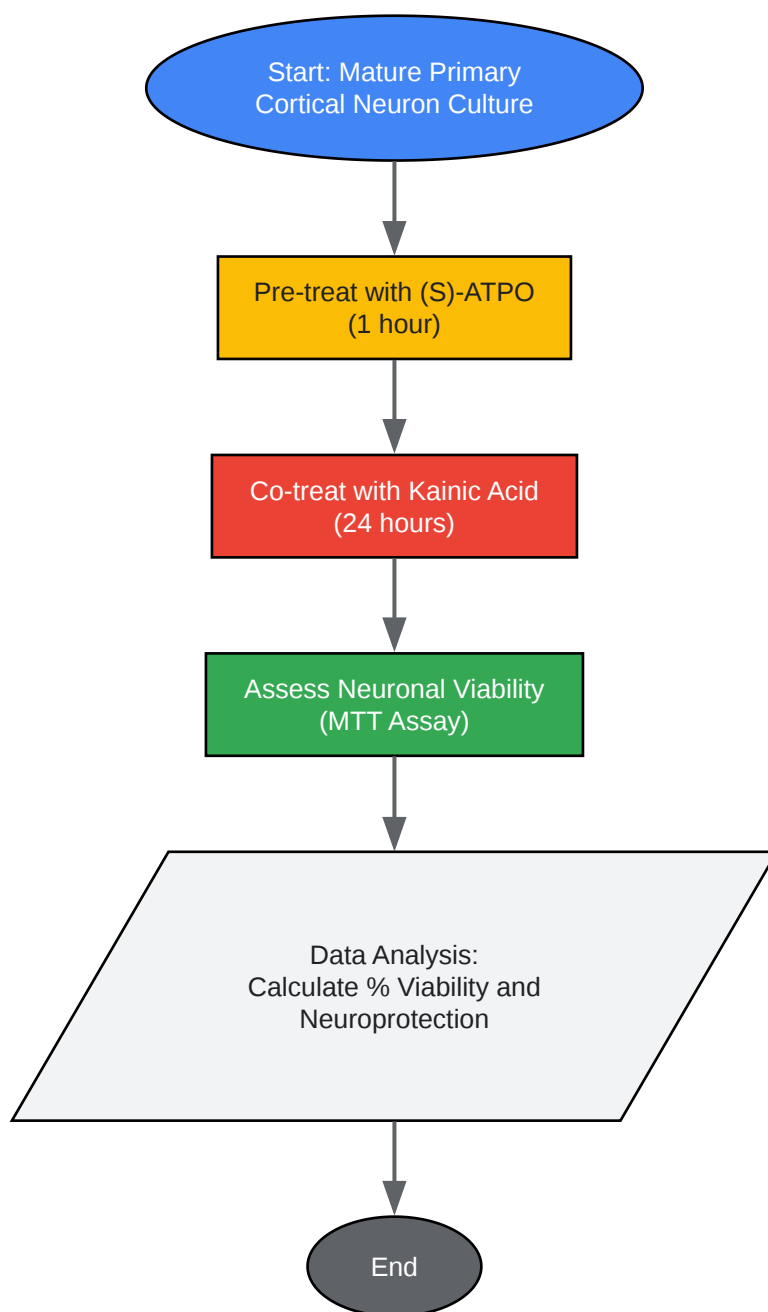 Start: Mature Primary
Cortical Neuron Culture
Pre-treat with (S)-ATPO
(1 hour)
Co-treat with Kainic Acid
(24 hours)
Assess Neuronal Viability
(MTT Assay)
Data Analysis:
Calculate % Viability and
Neuroprotection
End